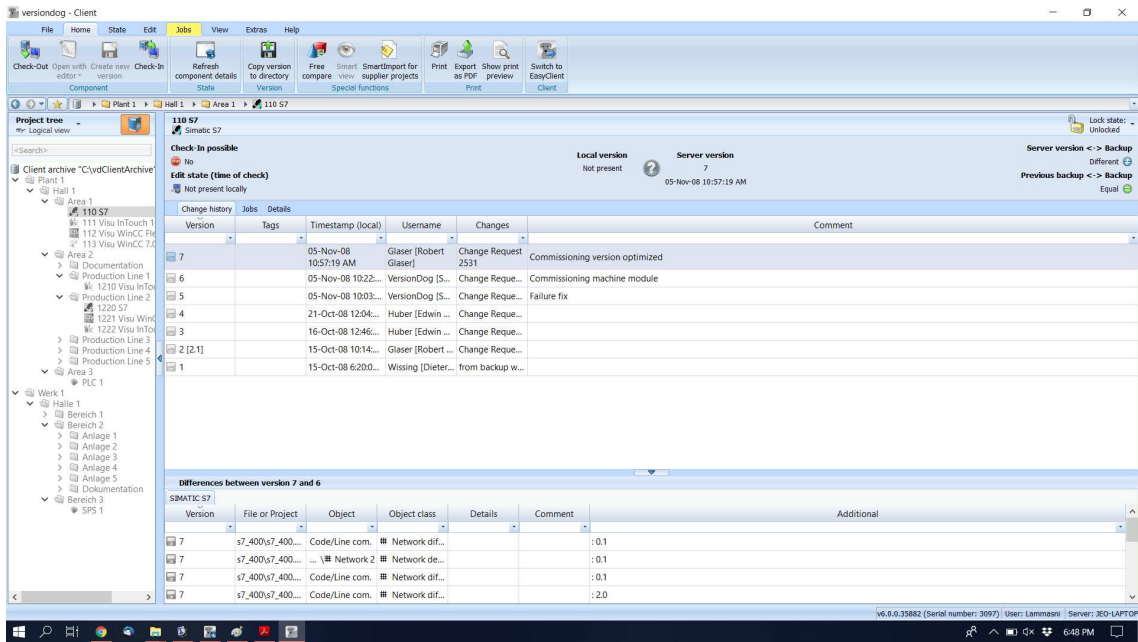 versiondog - Client
File Home State Edit Jobs View Extras Help
Check-Out Open with editor Create new version Check-In
Refresh component details
Copy version to directory
Free compare Smart view SmartImport for supplier projects
Print Export as PDF Show print preview
Switch to EasyClient
Component State Version Special functions Print Client
Plant 1 Hall 1 Area 1 110 S7
Project tree
Logical view
<Search>
Client archive "C:\vdClientArchive"
Plant 1
Hall 1
Area 1
110 S7
111 Visu InTouch 1
112 Visu WinCC Fle
113 Visu WinCC 7.0
Area 2
Documentation
Production Line 1
1210 Visu InTou
Production Line 2
1220 S7
1221 Visu WinC
1222 Visu InTou
Production Line 3
Production Line 4
Production Line 5
Area 3
PLC 1
Werk 1
Halle 1
Bereich 1
Bereich 2
Anlage 1
Anlage 2
Anlage 3
Anlage 4
Anlage 5
Dokumentation
Bereich 3
SPS 1
110 S7
Simatic S7
Lock state:
Unlocked
Check-In possible
No
Edit state (time of check)
Not present locally
Local version
Not present
Server version
7
05-Nov-08 10:57:19 AM
Server version <-> Backup
Different
Previous backup <-> Backup
Equal
Change history Jobs Details
Version Tags Timestamp (local) Username Changes Comment
7 05-Nov-08 10:57:19 AM Glaser [Robert Glaser] Change Request 2531 Commissioning version optimized
6 05-Nov-08 10:22:... VersionDog [S... Change Reque... Commissioning machine module
5 05-Nov-08 10:03:... VersionDog [S... Change Reque... Failure fix
4 21-Oct-08 12:04:... Huber [Edwin ... Change Reque...
3 16-Oct-08 12:46:... Huber [Edwin ... Change Reque...
2 [2.1] 15-Oct-08 10:14:... Glaser [Robert ... Change Reque...
1 15-Oct-08 6:20:0... Wissing [Dieter... from backup w...
Differences between version 7 and 6
SIMATIC S7
Version File or Project Object Object class Details Comment Additional
7 s7_400\s7_400.... Code/Line com. # Network dif... : 0.1
7 s7_400\s7_400.... ... \# Network 2 # Network de... : 0.1
7 s7_400\s7_400.... Code/Line com. # Network dif... : 0.1
7 s7_400\s7_400.... Code/Line com. # Network dif... : 2.0
v6.0.0.35882 (Serial number: 3097) User: Lammasni Server: JEO-LAPTOP
6:48 PM